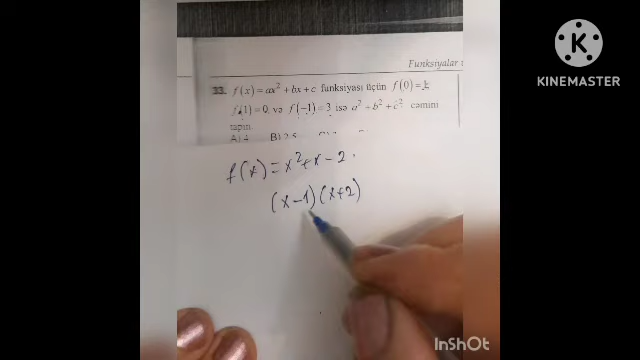 KINEMASTER
Funksiyalar
33. f(x) = ax² + bx + c funksiyası üçün f(0) =
f(1) = 0, və f(-1) = 3 isə a² + b² + c² cəmini
tapın.
A) 4 B) 2,5
f(x) = x² + x - 2
(x-1)(x+2)
InShOt